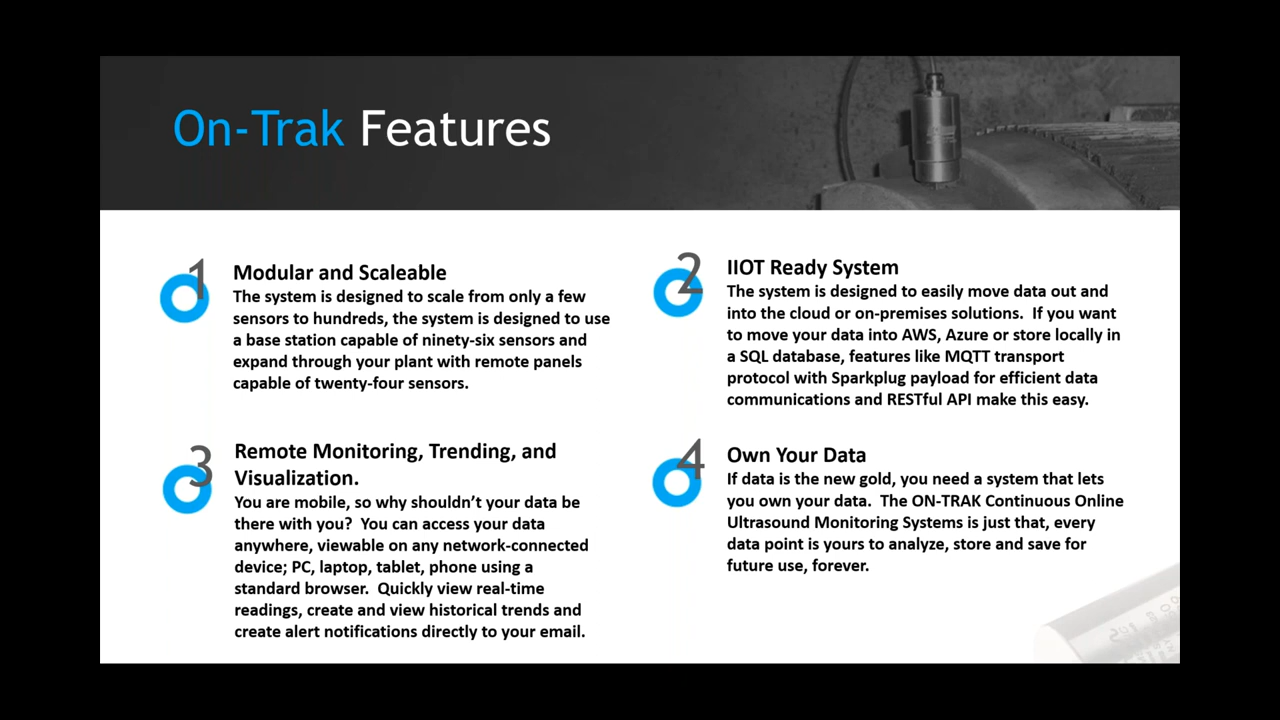 On-Trak Features
1
Modular and Scaleable
The system is designed to scale from only a few
sensors to hundreds, the system is designed to use
a base station capable of ninety-six sensors and
expand through your plant with remote panels
capable of twenty-four sensors.
2
IIOT Ready System
The system is designed to easily move data out and
into the cloud or on-premises solutions.  If you want
to move your data into AWS, Azure or store locally in
a SQL database, features like MQTT transport
protocol with Sparkplug payload for efficient data
communications and RESTful API make this easy.
3
Remote Monitoring, Trending, and
Visualization.
You are mobile, so why shouldn’t your data be
there with you?  You can access your data
anywhere, viewable on any network-connected
device; PC, laptop, tablet, phone using a
standard browser.  Quickly view real-time
readings, create and view historical trends and
create alert notifications directly to your email.
4
Own Your Data
If data is the new gold, you need a system that lets
you own your data.  The ON-TRAK Continuous Online
Ultrasound Monitoring Systems is just that, every
data point is yours to analyze, store and save for
future use, forever.